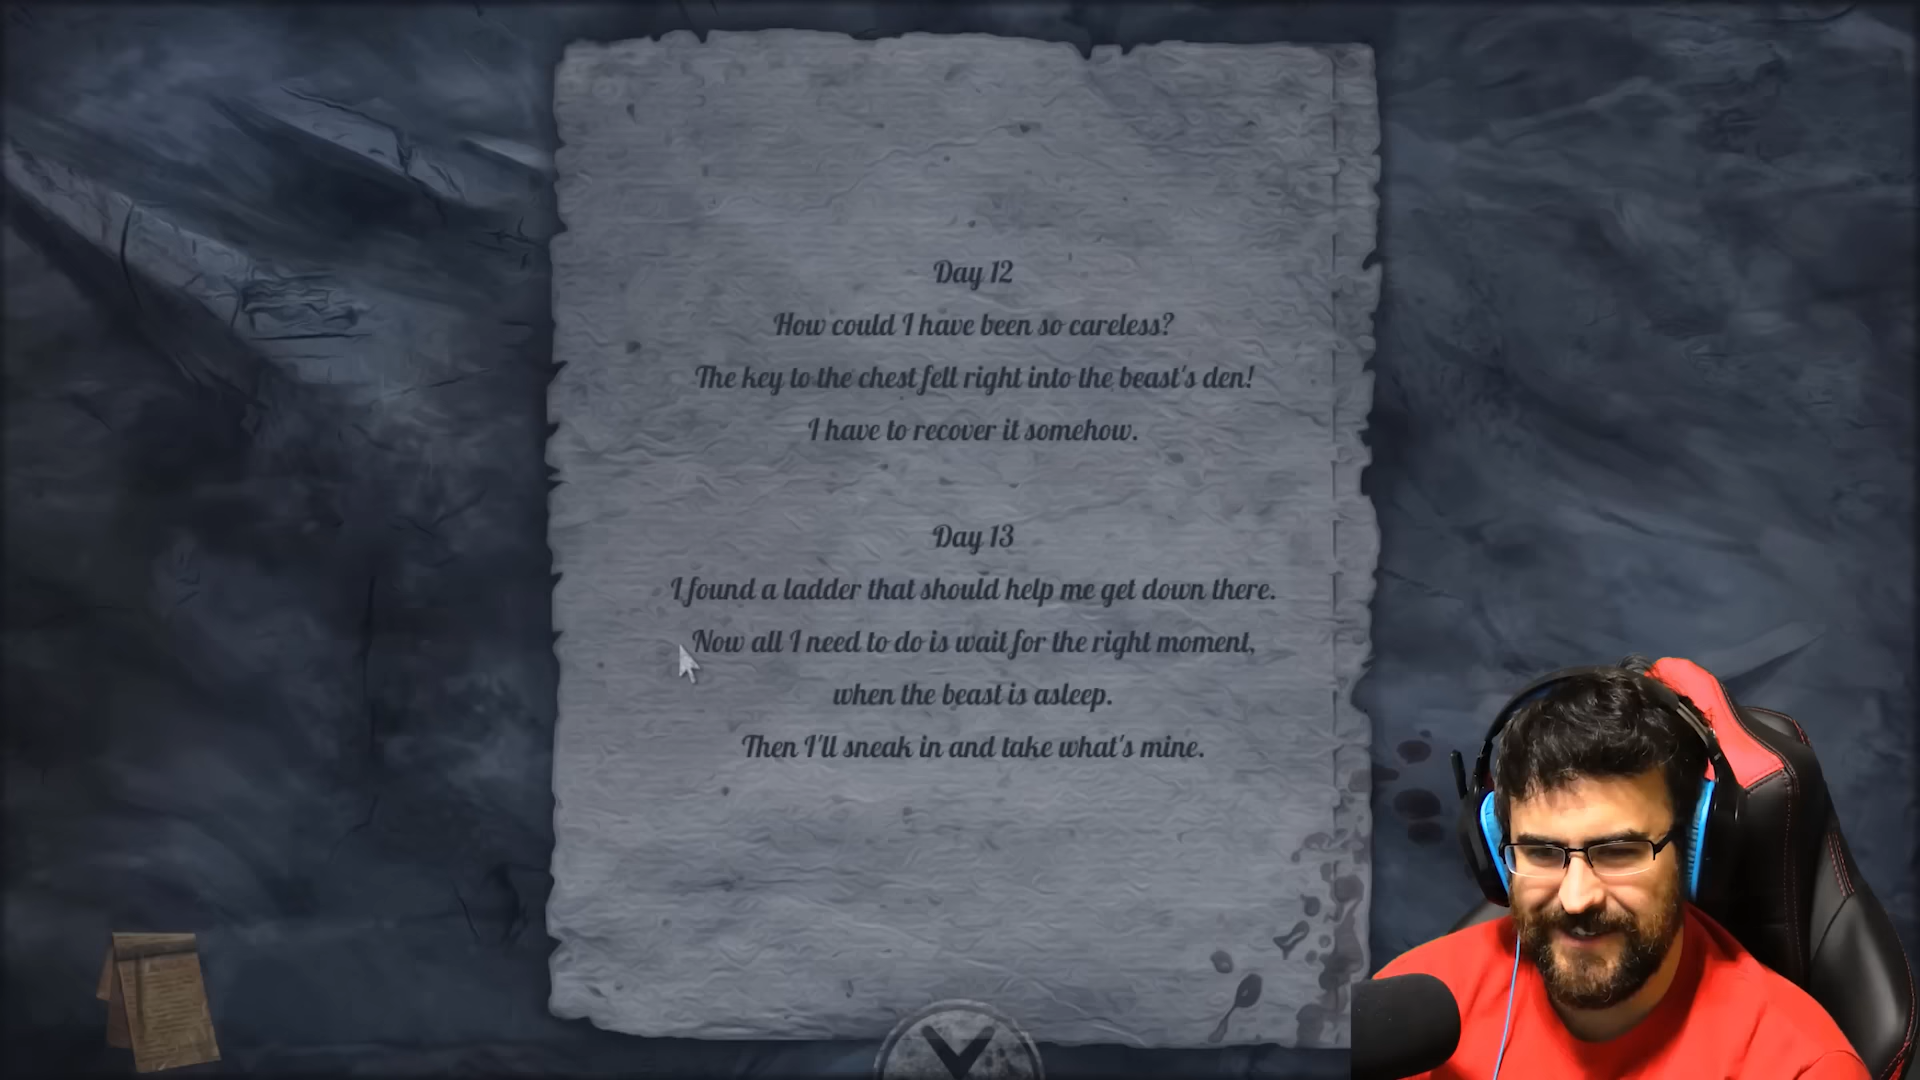 Day 12
How could I have been so careless?
The key to the chest fell right into the beast's den!
I have to recover it somehow.
Day 13
I found a ladder that should help me get down there.
Now all I need to do is wait for the right moment,
when the beast is asleep.
Then I'll sneak in and take what's mine.